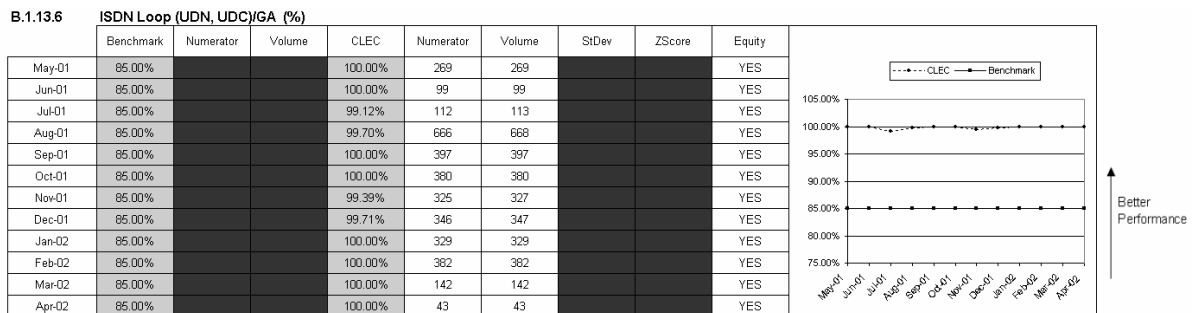 B.1.13.6 ISDN Loop (UDN, UDC)/GA (%)
Benchmark Numerator Volume CLEC Numerator Volume StDev ZScore Equity
May-01 85.00% 100.00% 269 269 YES
Jun-01 85.00% 100.00% 99 99 YES
Jul-01 85.00% 99.12% 112 113 YES
Aug-01 85.00% 99.70% 666 668 YES
Sep-01 85.00% 100.00% 397 397 YES
Oct-01 85.00% 100.00% 380 380 YES
Nov-01 85.00% 99.39% 325 327 YES
Dec-01 85.00% 99.71% 346 347 YES
Jan-02 85.00% 100.00% 329 329 YES
Feb-02 85.00% 100.00% 382 382 YES
Mar-02 85.00% 100.00% 142 142 YES
Apr-02 85.00% 100.00% 43 43 YES
CLEC Benchmark
105.00%
100.00%
95.00%
90.00%
85.00%
80.00%
75.00%
May-01 Jun-01 Jul-01 Aug-01 Sep-01 Oct-01 Nov-01 Dec-01 Jan-02 Feb-02 Mar-02 Apr-02
Better
Performance